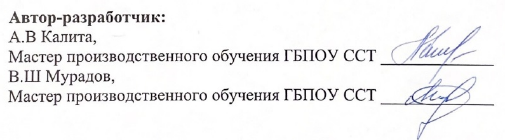 Автор-разработчик:
А.В Калита,
Мастер производственного обучения ГБПОУ ССТ
В.Ш Мурадов,
Мастер производственного обучения ГБПОУ ССТ